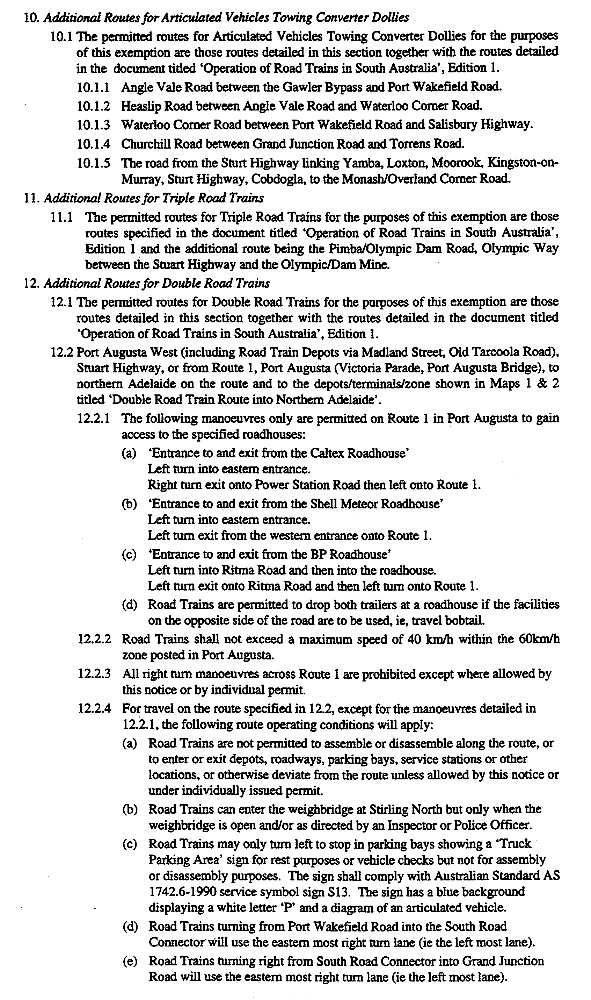 10. Additional Routes for Articulated Vehicles Towing Converter Dollies
10.1 The permitted routes for Articulated Vehicles Towing Converter Dollies for the purposes
of this exemption are those routes detailed in this section together with the routes detailed
in the document titled ‘Operation of Road Trains in South Australia’, Edition 1.
10.1.1 Angle Vale Road between the Gawler Bypass and Port Wakefield Road.
10.1.2 Heaslip Road between Angle Vale Road and Waterloo Corner Road.
10.1.3 Waterloo Corner Road between Port Wakefield Road and Salisbury Highway.
10.1.4 Churchill Road between Grand Junction Road and Torrens Road.
10.1.5 The road from the Sturt Highway linking Yamba, Loxton, Moorook, Kingston-on-
Murray, Sturt Highway, Cobdogla, to the Monash/Overland Corner Road.
11. Additional Routes for Triple Road Trains
11.1 The permitted routes for Triple Road Trains for the purposes of this exemption are those
routes specified in the document titled ‘Operation of Road Trains in South Australia’,
Edition 1 and the additional route being the Pimba/Olympic Dam Road, Olympic Way
between the Stuart Highway and the Olympic/Dam Mine.
12. Additional Routes for Double Road Trains
12.1 The permitted routes for Double Road Trains for the purposes of this exemption are those
routes detailed in this section together with the routes detailed in the document titled
‘Operation of Road Trains in South Australia’, Edition 1.
12.2 Port Augusta West (including Road Train Depots via Madland Street, Old Tarcoola Road),
Stuart Highway, or from Route 1, Port Augusta (Victoria Parade, Port Augusta Bridge), to
northern Adelaide on the route and to the depots/terminals/zone shown in Maps 1 & 2
titled ‘Double Road Train Route into Northern Adelaide’.
12.2.1 The following manoeuvres only are permitted on Route 1 in Port Augusta to gain
access to the specified roadhouses:
(a) ‘Entrance to and exit from the Caltex Roadhouse’
Left turn into eastern entrance.
Right turn exit onto Power Station Road then left onto Route 1.
(b) ‘Entrance to and exit from the Shell Meteor Roadhouse’
Left turn into eastern entrance.
Left turn exit from the western entrance onto Route 1.
(c) ‘Entrance to and exit from the BP Roadhouse’
Left turn into Ritma Road and then into the roadhouse.
Left turn exit onto Ritma Road and then left turn onto Route 1.
(d) Road Trains are permitted to drop both trailers at a roadhouse if the facilities
on the opposite side of the road are to be used, ie, travel bobtail.
12.2.2 Road Trains shall not exceed a maximum speed of 40 km/h within the 60km/h
zone posted in Port Augusta.
12.2.3 All right turn manoeuvres across Route 1 are prohibited except where allowed by
this notice or by individual permit.
12.2.4 For travel on the route specified in 12.2, except for the manoeuvres detailed in
12.2.1, the following route operating conditions will apply:
(a) Road Trains are not permitted to assemble or disassemble along the route, or
to enter or exit depots, roadways, parking bays, service stations or other
locations, or otherwise deviate from the route unless allowed by this notice or
under individually issued permit.
(b) Road Trains can enter the weighbridge at Stirling North but only when the
weighbridge is open and/or as directed by an Inspector or Police Officer.
(c) Road Trains may only turn left to stop in parking bays showing a ‘Truck
Parking Area’ sign for rest purposes or vehicle checks but not for assembly
or disassembly purposes. The sign shall comply with Australian Standard AS
1742.6-1990 service symbol sign S13. The sign has a blue background
displaying a white letter ‘P’ and a diagram of an articulated vehicle.
(d) Road Trains turning from Port Wakefield Road into the South Road
Connector will use the eastern most right turn lane (ie the left most lane).
(e) Road Trains turning right from South Road Connector into Grand Junction
Road will use the eastern most right turn lane (ie the left most lane).